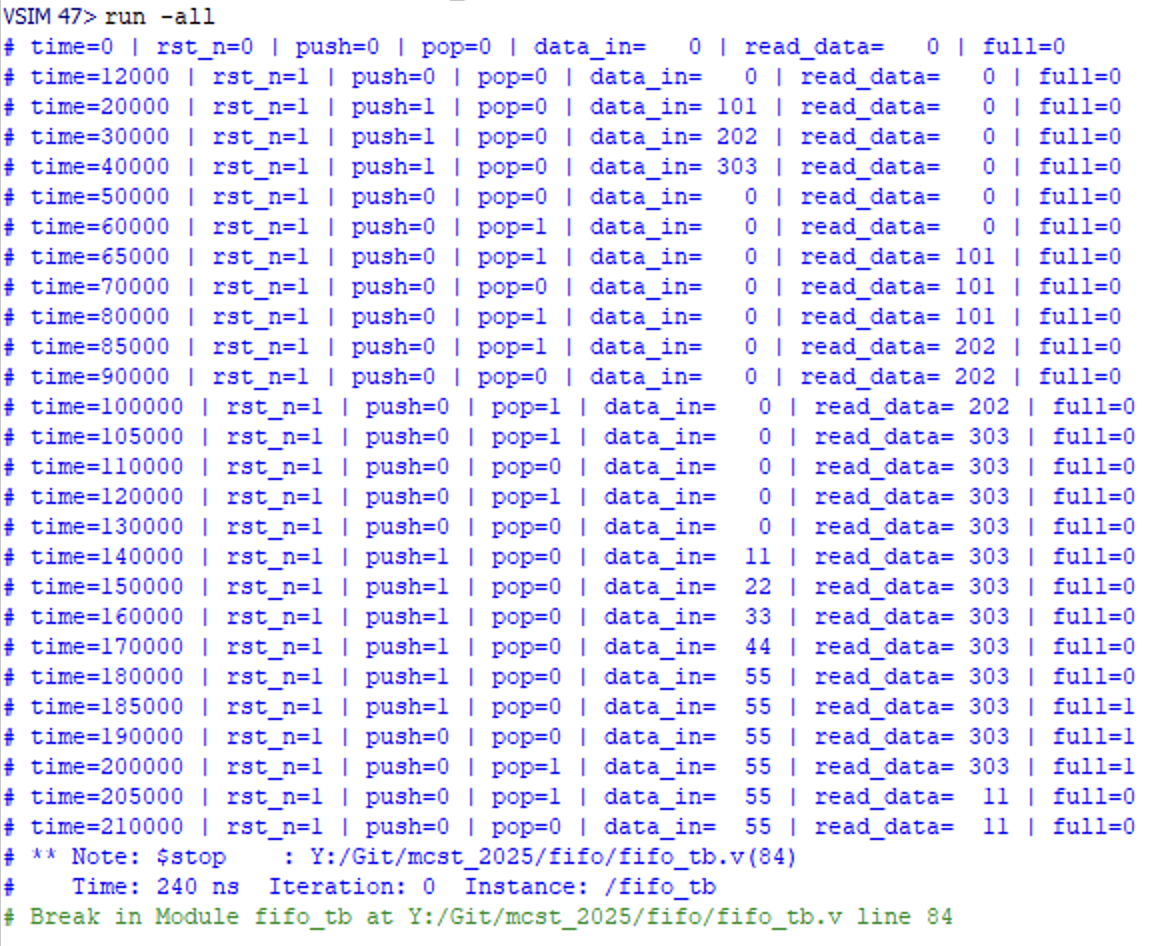 VSIM 47> run -all
# time=0 | rst_n=0 | push=0 | pop=0 | data_in=   0 | read_data=   0 | full=0
# time=12000 | rst_n=1 | push=0 | pop=0 | data_in=   0 | read_data=   0 | full=0
# time=20000 | rst_n=1 | push=1 | pop=0 | data_in= 101 | read_data=   0 | full=0
# time=30000 | rst_n=1 | push=1 | pop=0 | data_in= 202 | read_data=   0 | full=0
# time=40000 | rst_n=1 | push=1 | pop=0 | data_in= 303 | read_data=   0 | full=0
# time=50000 | rst_n=1 | push=0 | pop=0 | data_in=   0 | read_data=   0 | full=0
# time=60000 | rst_n=1 | push=0 | pop=1 | data_in=   0 | read_data=   0 | full=0
# time=65000 | rst_n=1 | push=0 | pop=1 | data_in=   0 | read_data= 101 | full=0
# time=70000 | rst_n=1 | push=0 | pop=0 | data_in=   0 | read_data= 101 | full=0
# time=80000 | rst_n=1 | push=0 | pop=1 | data_in=   0 | read_data= 101 | full=0
# time=85000 | rst_n=1 | push=0 | pop=1 | data_in=   0 | read_data= 202 | full=0
# time=90000 | rst_n=1 | push=0 | pop=0 | data_in=   0 | read_data= 202 | full=0
# time=100000 | rst_n=1 | push=0 | pop=1 | data_in=   0 | read_data= 202 | full=0
# time=105000 | rst_n=1 | push=0 | pop=1 | data_in=   0 | read_data= 303 | full=0
# time=110000 | rst_n=1 | push=0 | pop=0 | data_in=   0 | read_data= 303 | full=0
# time=120000 | rst_n=1 | push=0 | pop=1 | data_in=   0 | read_data= 303 | full=0
# time=130000 | rst_n=1 | push=0 | pop=0 | data_in=   0 | read_data= 303 | full=0
# time=140000 | rst_n=1 | push=1 | pop=0 | data_in=  11 | read_data= 303 | full=0
# time=150000 | rst_n=1 | push=1 | pop=0 | data_in=  22 | read_data= 303 | full=0
# time=160000 | rst_n=1 | push=1 | pop=0 | data_in=  33 | read_data= 303 | full=0
# time=170000 | rst_n=1 | push=1 | pop=0 | data_in=  44 | read_data= 303 | full=0
# time=180000 | rst_n=1 | push=1 | pop=0 | data_in=  55 | read_data= 303 | full=0
# time=185000 | rst_n=1 | push=1 | pop=0 | data_in=  55 | read_data= 303 | full=1
# time=190000 | rst_n=1 | push=0 | pop=0 | data_in=  55 | read_data= 303 | full=1
# time=200000 | rst_n=1 | push=0 | pop=1 | data_in=  55 | read_data= 303 | full=1
# time=205000 | rst_n=1 | push=0 | pop=1 | data_in=  55 | read_data=  11 | full=0
# time=210000 | rst_n=1 | push=0 | pop=0 | data_in=  55 | read_data=  11 | full=0
# ** Note: $stop    : Y:/Git/mcst_2025/fifo/fifo_tb.v(84)
#    Time: 240 ns  Iteration: 0  Instance: /fifo_tb
# Break in Module fifo_tb at Y:/Git/mcst_2025/fifo/fifo_tb.v line 84